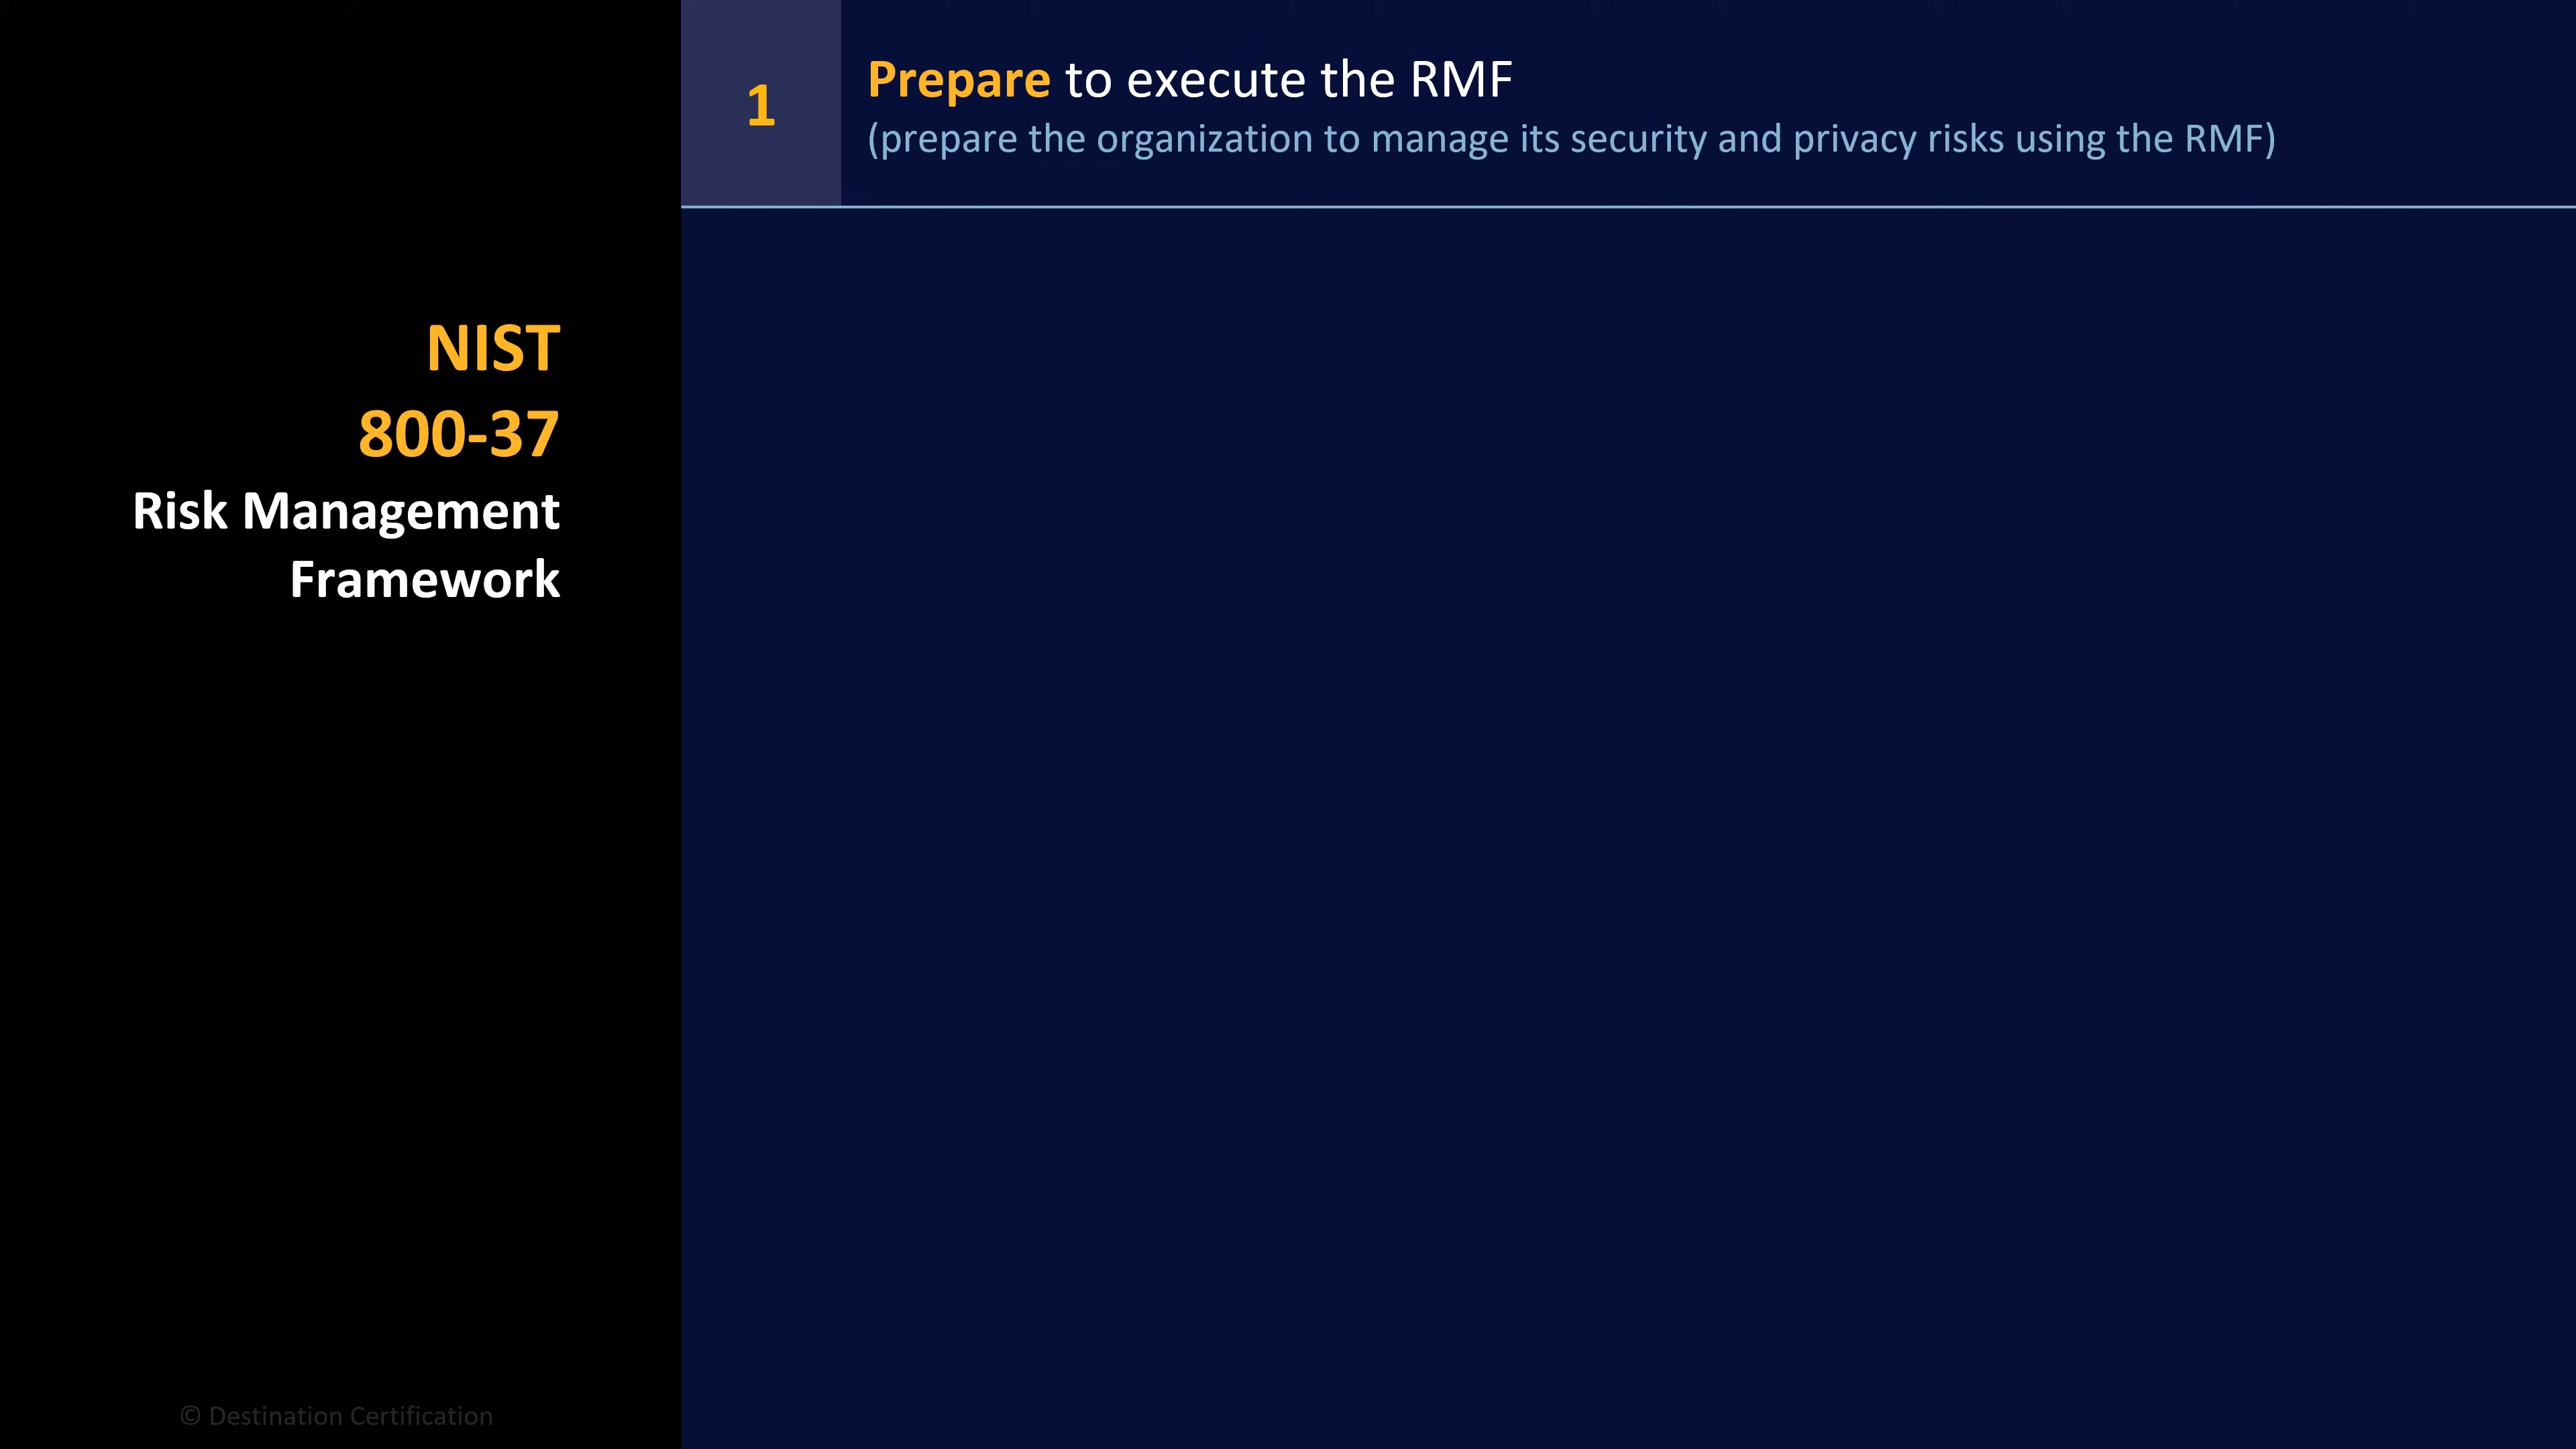 NIST
800-37
Risk Management
Framework
1
Prepare to execute the RMF
(prepare the organization to manage its security and privacy risks using the RMF)
© Destination Certification